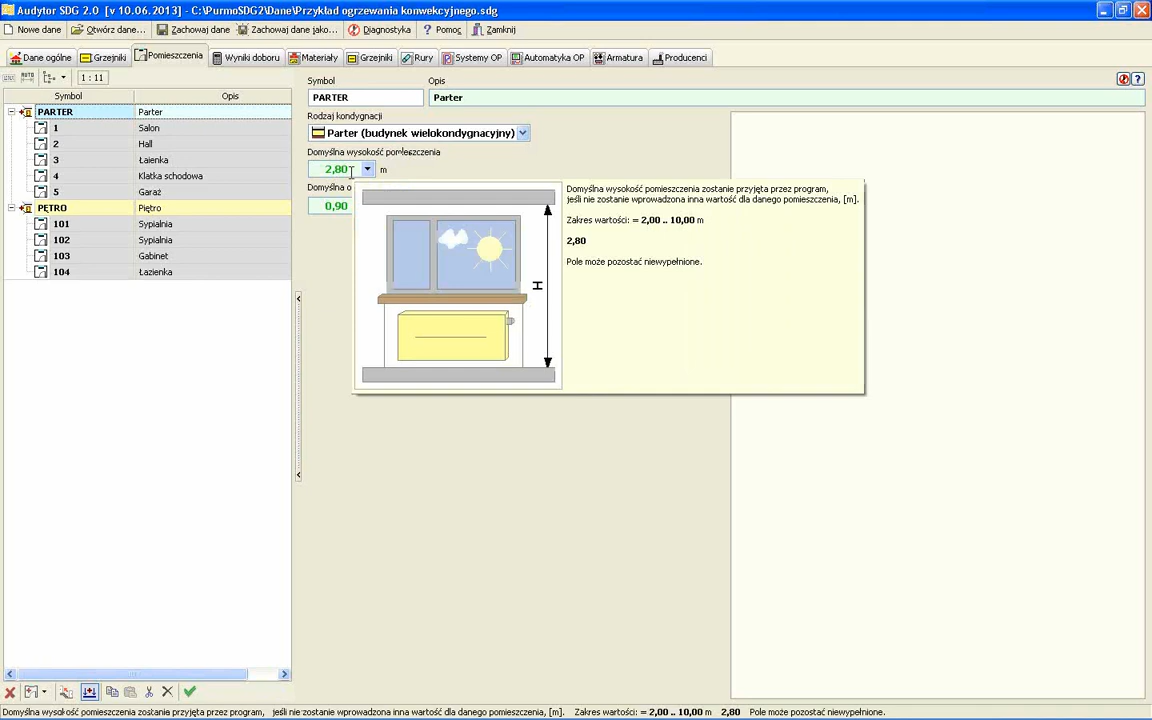 Audytor SDG 2.0 [v 10.06.2013] - C:\PurmoSDG2\Dane\Przykład ogrzewania konwekcyjnego.sdg
Nowe dane Otwórz dane... Zachowaj dane Zachowaj dane jako... Diagnostyka Pomoc Zamknij
Dane ogólne Grzejniki Pomieszczenia Wyniki doboru Materiały Grzejniki Rury Systemy OP Automatyka OP Armatura Producenci
AUTO 1 : 11
Symbol Opis
PARTER Parter
1 Salon
2 Hall
3 Łaienka
4 Klatka schodowa
5 Garaż
PĘTRO Piętro
101 Sypialnia
102 Sypialnia
103 Gabinet
104 Łazienka
Symbol Opis
PARTER Parter
Rodzaj kondygnacji
Parter (budynek wielokondygnacyjny)
Domyślna wysokość pomieszczenia
2,80 m
Domyślna o
0,90
H
Domyślna wysokość pomieszczenia zostanie przyjęta przez program,
jeśli nie zostanie wprowadzona inna wartość dla danego pomieszczenia, [m].
Zakres wartości: = 2,00 .. 10,00 m
2,80
Pole może pozostać niewypełnione.
Domyślna wysokość pomieszczenia zostanie przyjęta przez program, jeśli nie zostanie wprowadzona inna wartość dla danego pomieszczenia, [m]. Zakres wartości: = 2,00 .. 10,00 m 2,80 Pole może pozostać niewypełnione.